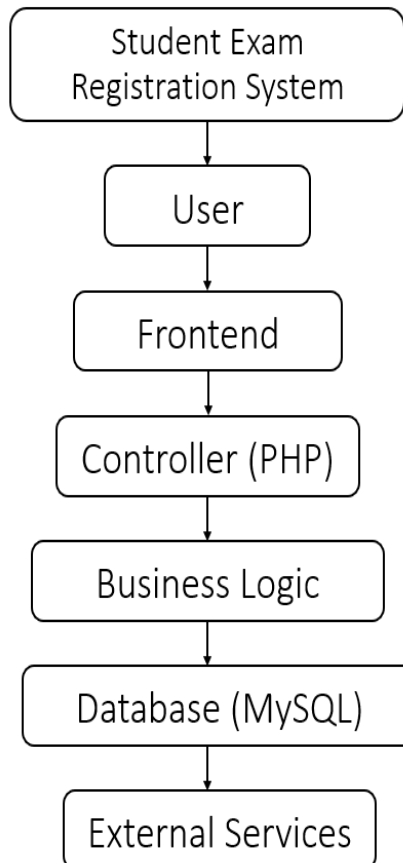 Student Exam
Registration System
User
Frontend
Controller (PHP)
Business Logic
Database (MySQL)
External Services